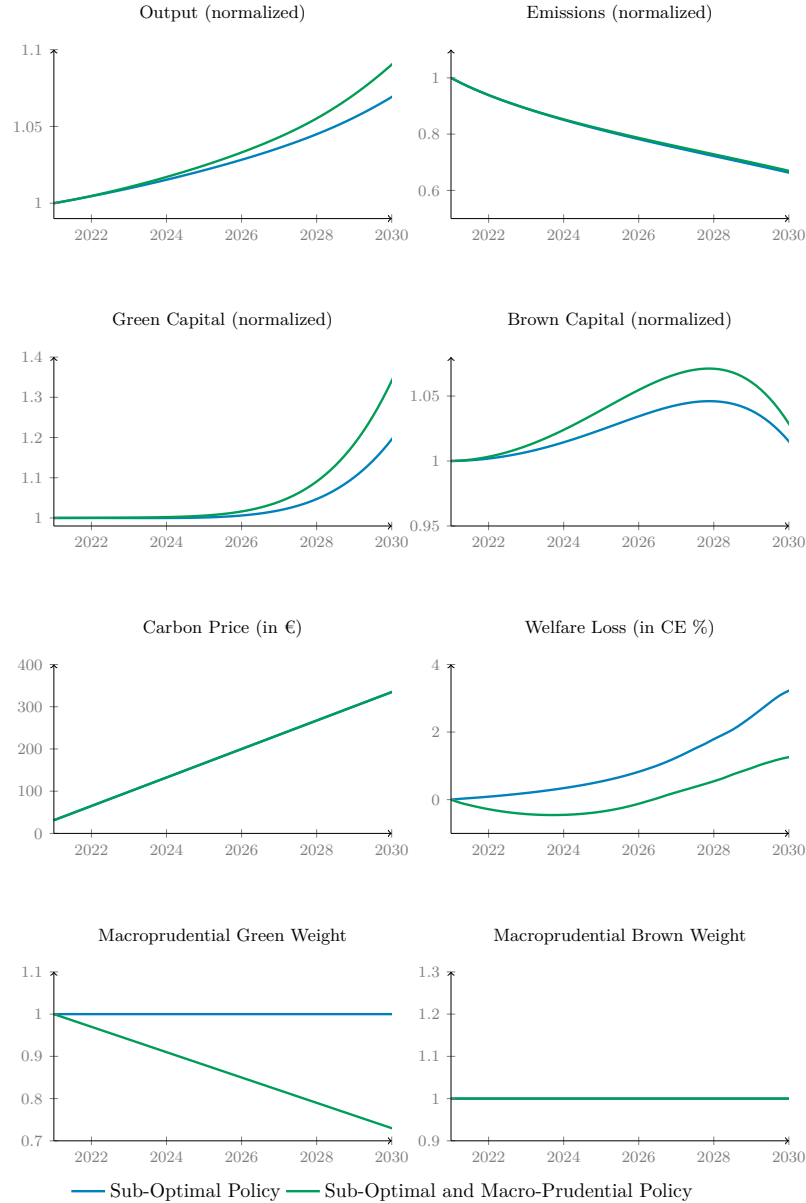 Output (normalized)
Emissions (normalized)
1.1
1.05
1
2022 2024 2026 2028 2030
1
0.8
0.6
2022 2024 2026 2028 2030
Green Capital (normalized)
Brown Capital (normalized)
1.4
1.3
1.2
1.1
1
2022 2024 2026 2028 2030
1.05
1
0.95
2022 2024 2026 2028 2030
Carbon Price (in €)
Welfare Loss (in CE %)
400
300
200
100
0
2022 2024 2026 2028 2030
4
2
0
2022 2024 2026 2028 2030
Macroprudential Green Weight
Macroprudential Brown Weight
1.1
1
0.9
0.8
0.7
2022 2024 2026 2028 2030
1.3
1.2
1.1
1
0.9
2022 2024 2026 2028 2030
Sub-Optimal Policy Sub-Optimal and Macro-Prudential Policy